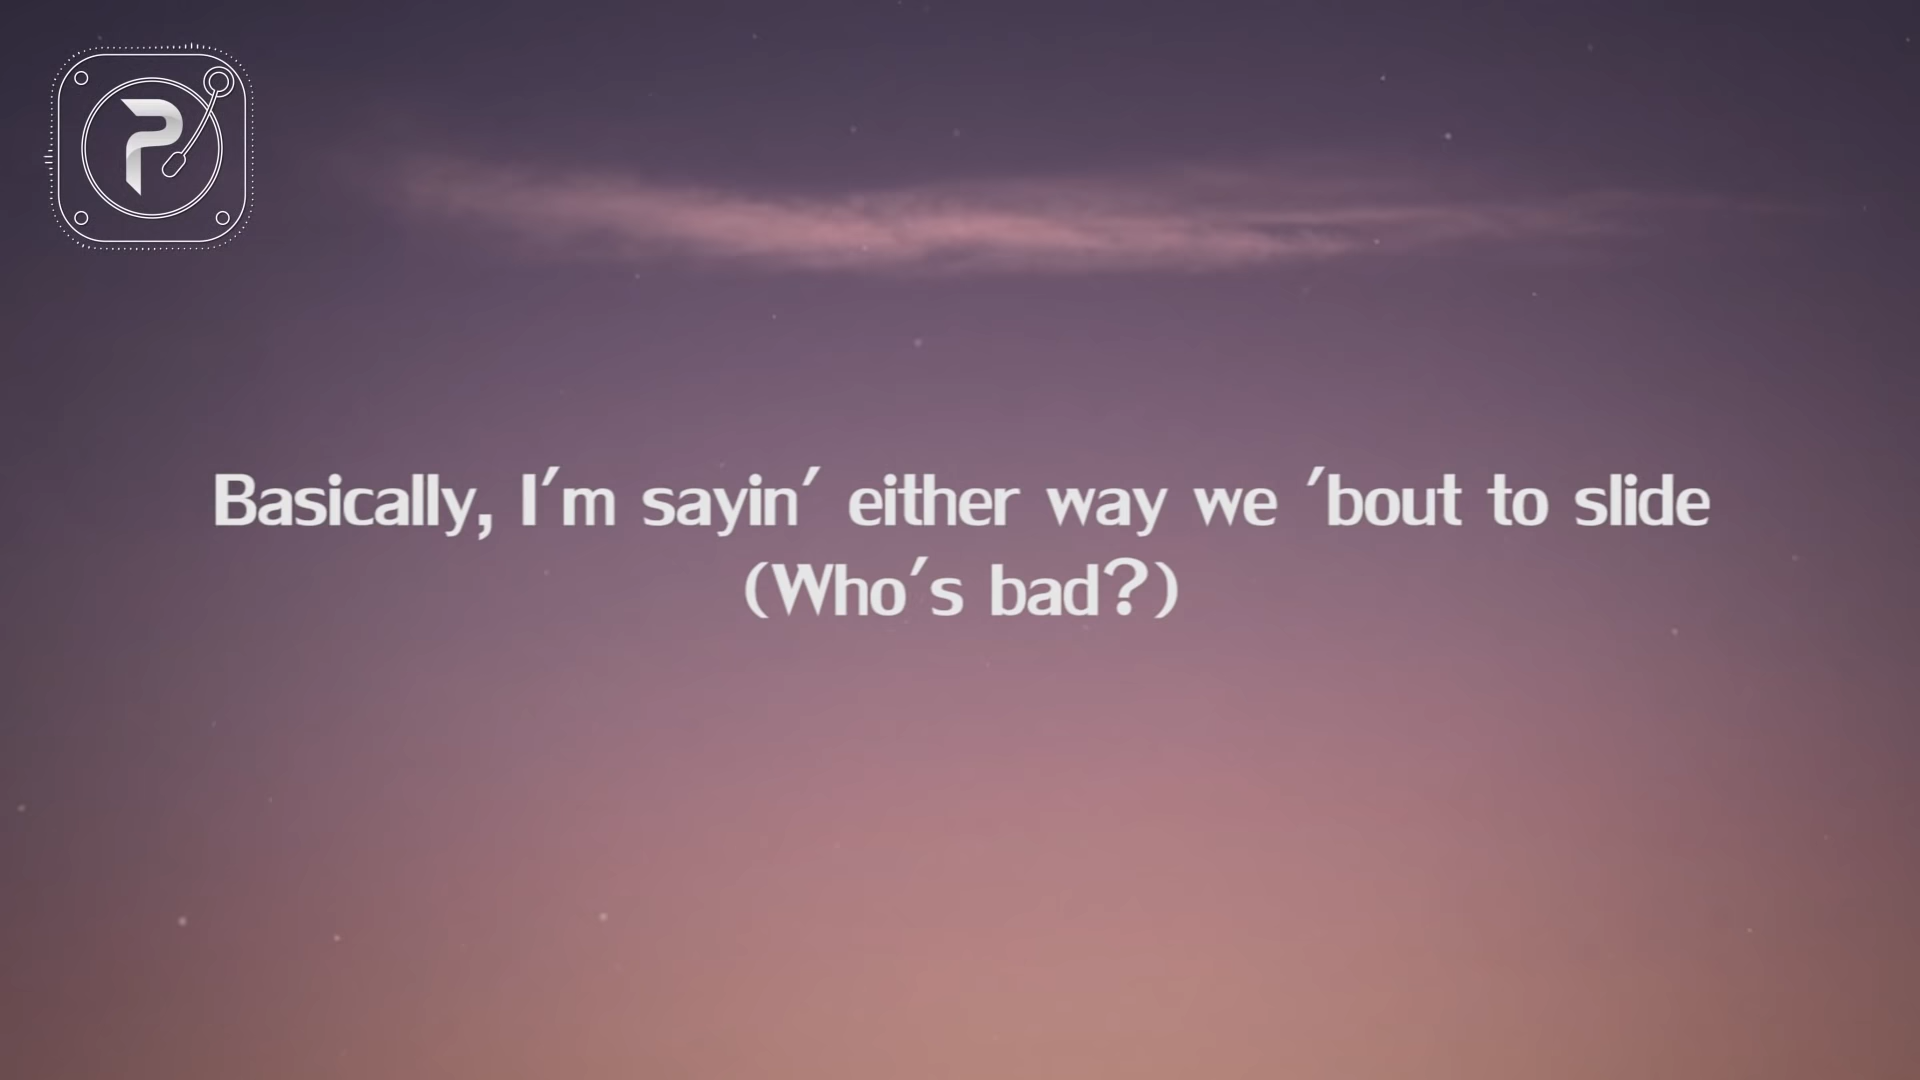 P
Basically, I'm sayin' either way we 'bout to slide
(Who's bad?)